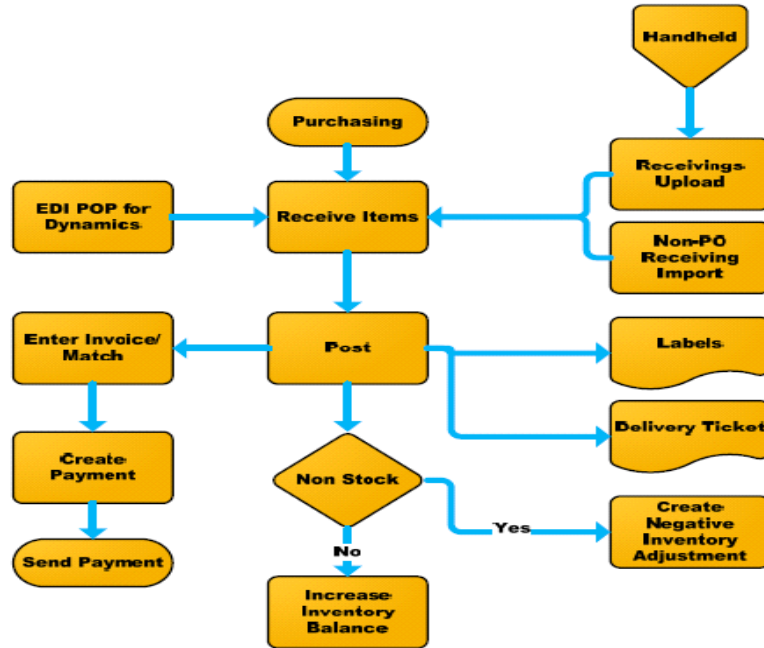 Handheld
Purchasing
Receivings
Upload
EDI POP for
Dynamics
Receive Items
Non-PO
Receiving
Import
Enter Invoice/
Match
Post
Labels
Delivery Ticket
Create
Payment
Non Stock
Yes
Create
Negative
Inventory
Adjustment
Send Payment
No
Increase
Inventory
Balance